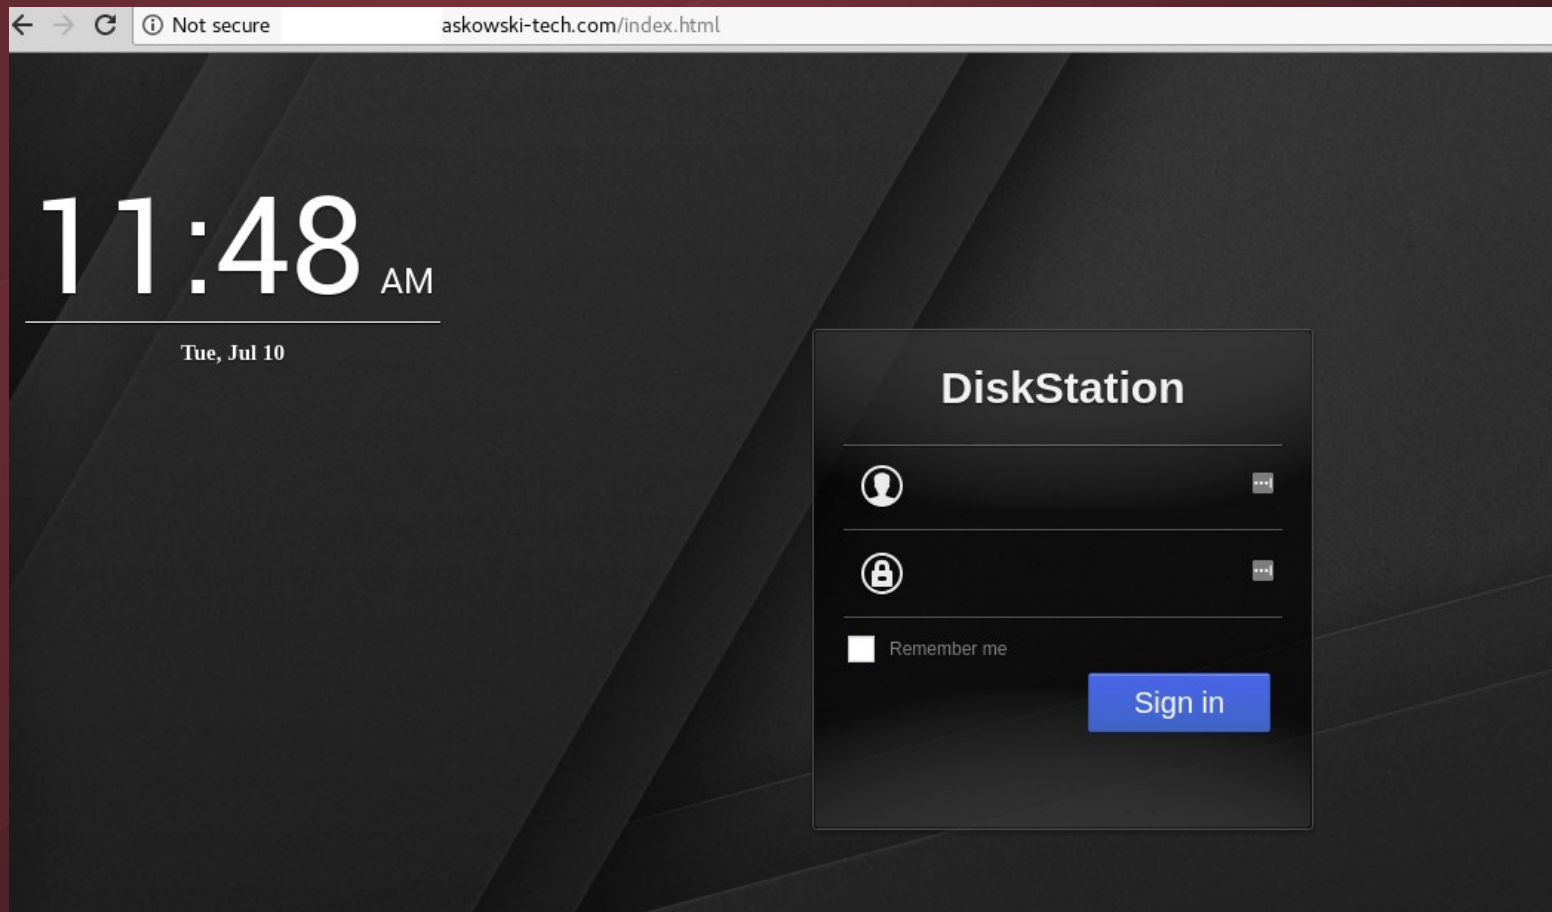 Not secure askowski-tech.com/index.html
11:48 AM
Tue, Jul 10
DiskStation
Remember me
Sign in